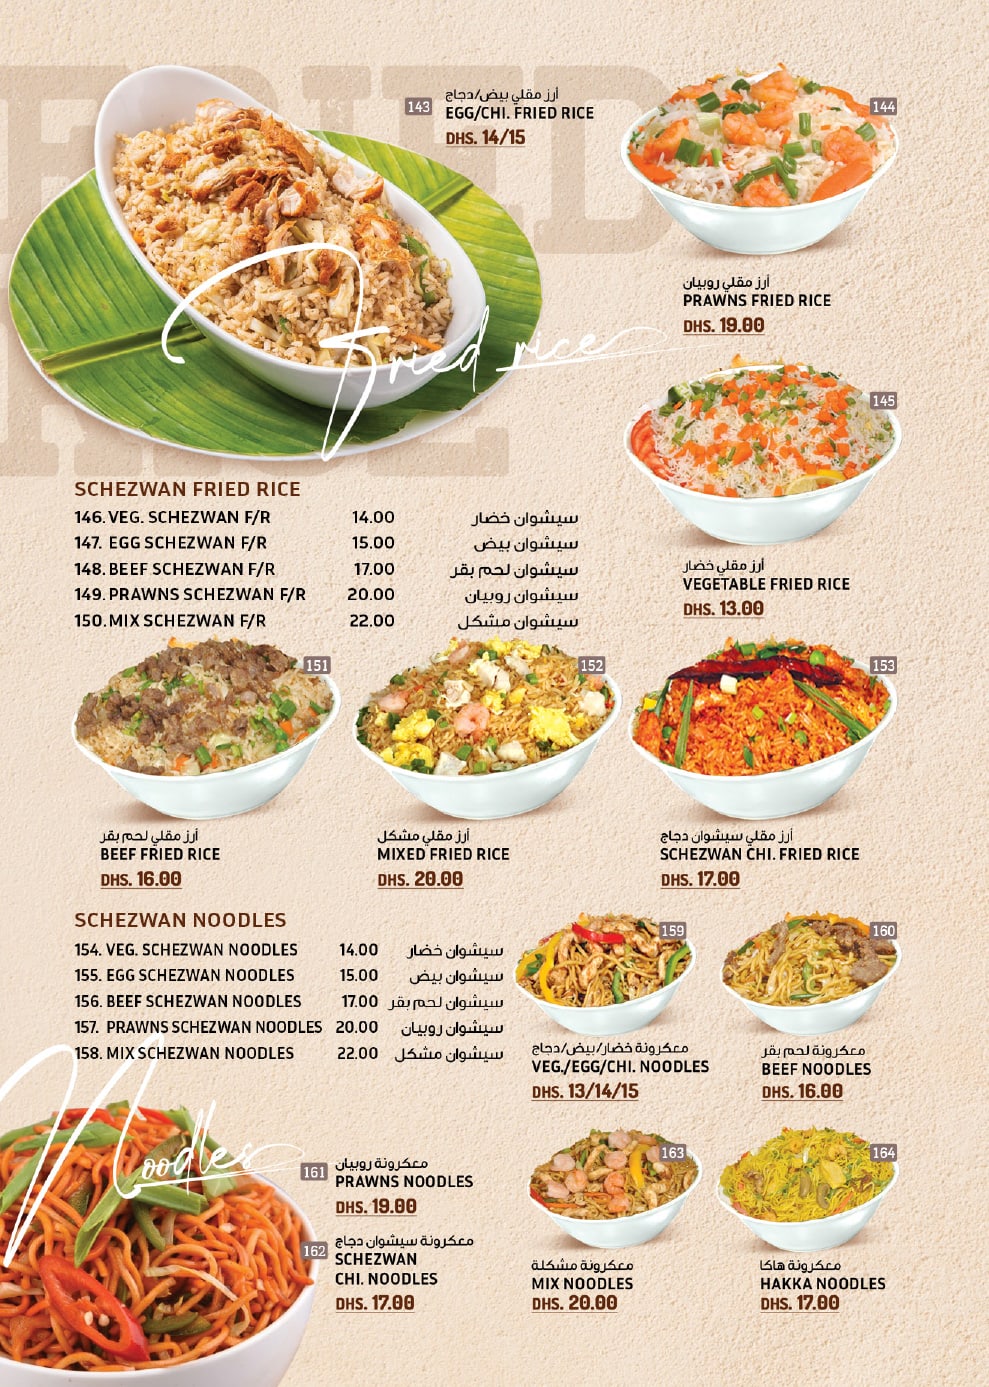 FRIED
RICE
143
أرز مقلي بيض/دجاج
EGG/CHI. FRIED RICE
DHS. 14/15
144
أرز مقلي روبيان
PRAWNS FRIED RICE
DHS. 19.00
Fried rice
145
أرز مقلي خضار
VEGETABLE FRIED RICE
DHS. 13.00
SCHEZWAN FRIED RICE
146. VEG. SCHEZWAN F/R 14.00 سيشوان خضار
147. EGG SCHEZWAN F/R 15.00 سيشوان بيض
148. BEEF SCHEZWAN F/R 17.00 سيشوان لحم بقر
149. PRAWNS SCHEZWAN F/R 20.00 سيشوان روبيان
150. MIX SCHEZWAN F/R 22.00 سيشوان مشكل
151
أرز مقلي لحم بقر
BEEF FRIED RICE
DHS. 16.00
152
أرز مقلي مشكل
MIXED FRIED RICE
DHS. 20.00
153
أرز مقلي سيشوان دجاج
SCHEZWAN CHI. FRIED RICE
DHS. 17.00
SCHEZWAN NOODLES
154. VEG. SCHEZWAN NOODLES 14.00 سيشوان خضار
155. EGG SCHEZWAN NOODLES 15.00 سيشوان بيض
156. BEEF SCHEZWAN NOODLES 17.00 سيشوان لحم بقر
157. PRAWNS SCHEZWAN NOODLES 20.00 سيشوان روبيان
158. MIX SCHEZWAN NOODLES 22.00 سيشوان مشكل
159
معكرونة خضار/بيض/دجاج
VEG./EGG/CHI. NOODLES
DHS. 13/14/15
160
معكرونة لحم بقر
BEEF NOODLES
DHS. 16.00
Noodles
161
معكرونة روبيان
PRAWNS NOODLES
DHS. 19.00
162
معكرونة سيشوان دجاج
SCHEZWAN
CHI. NOODLES
DHS. 17.00
163
معكرونة مشكلة
MIX NOODLES
DHS. 20.00
164
معكرونة هاكا
HAKKA NOODLES
DHS. 17.00